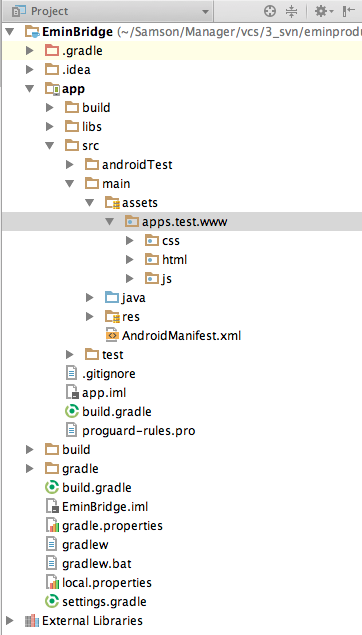 Project
EminBridge (~/Samson/Manager/vcs/3_svn/eminprodu
.gradle
.idea
app
build
libs
src
androidTest
main
assets
apps.test.www
css
html
js
java
res
AndroidManifest.xml
test
.gitignore
app.iml
build.gradle
proguard-rules.pro
build
gradle
build.gradle
EminBridge.iml
gradle.properties
gradlew
gradlew.bat
local.properties
settings.gradle
External Libraries